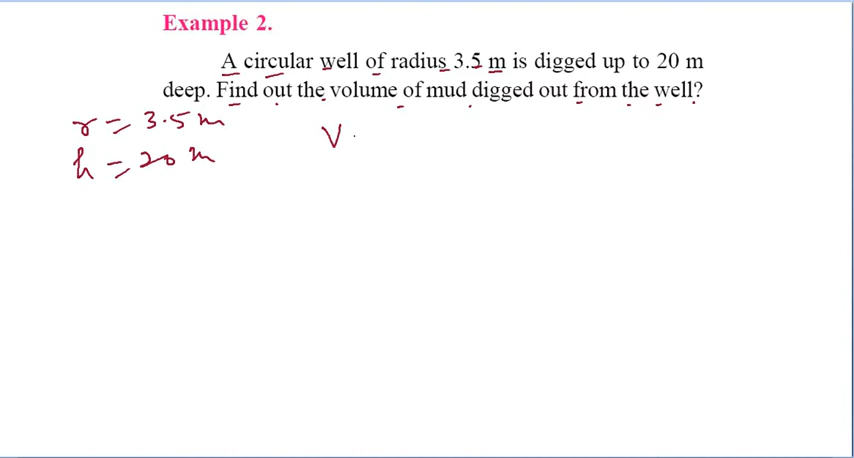 Example 2.
A circular well of radius 3.5 m is digged up to 20 m
deep. Find out the volume of mud digged out from the well?
r = 3.5 m
h = 20 m
V